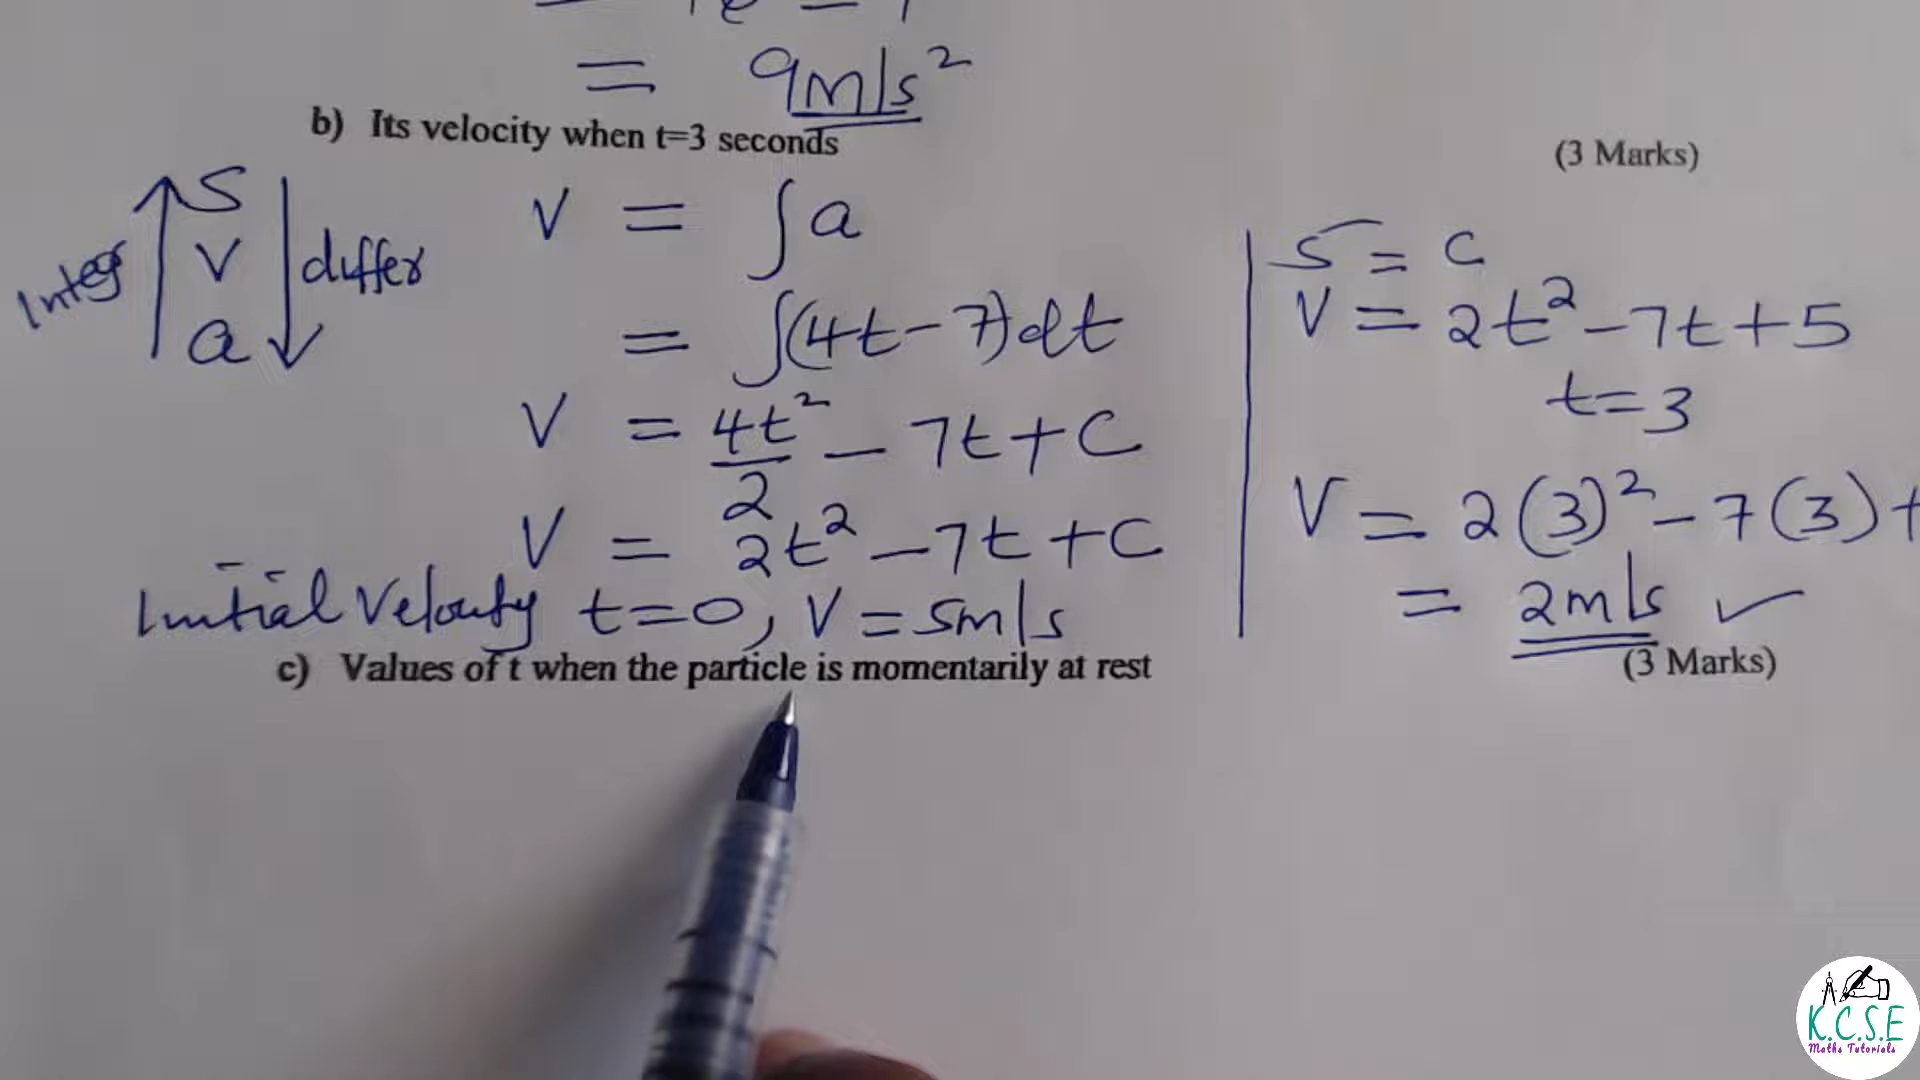 = 9m/s²
b) Its velocity when t=3 seconds
(3 Marks)
Integ
S
V
a
differ
V = ∫a
= ∫(4t-7)dt
V = 4t²/2 - 7t + C
V = 2t² - 7t + C
Initial Velocity t=0, V=5m/s
5 = C
V = 2t² - 7t + 5
t=3
V = 2(3)² - 7(3) +
= 2m/s ✓
c) Values of t when the particle is momentarily at rest
(3 Marks)
K.C.S.E
Maths Tutorials